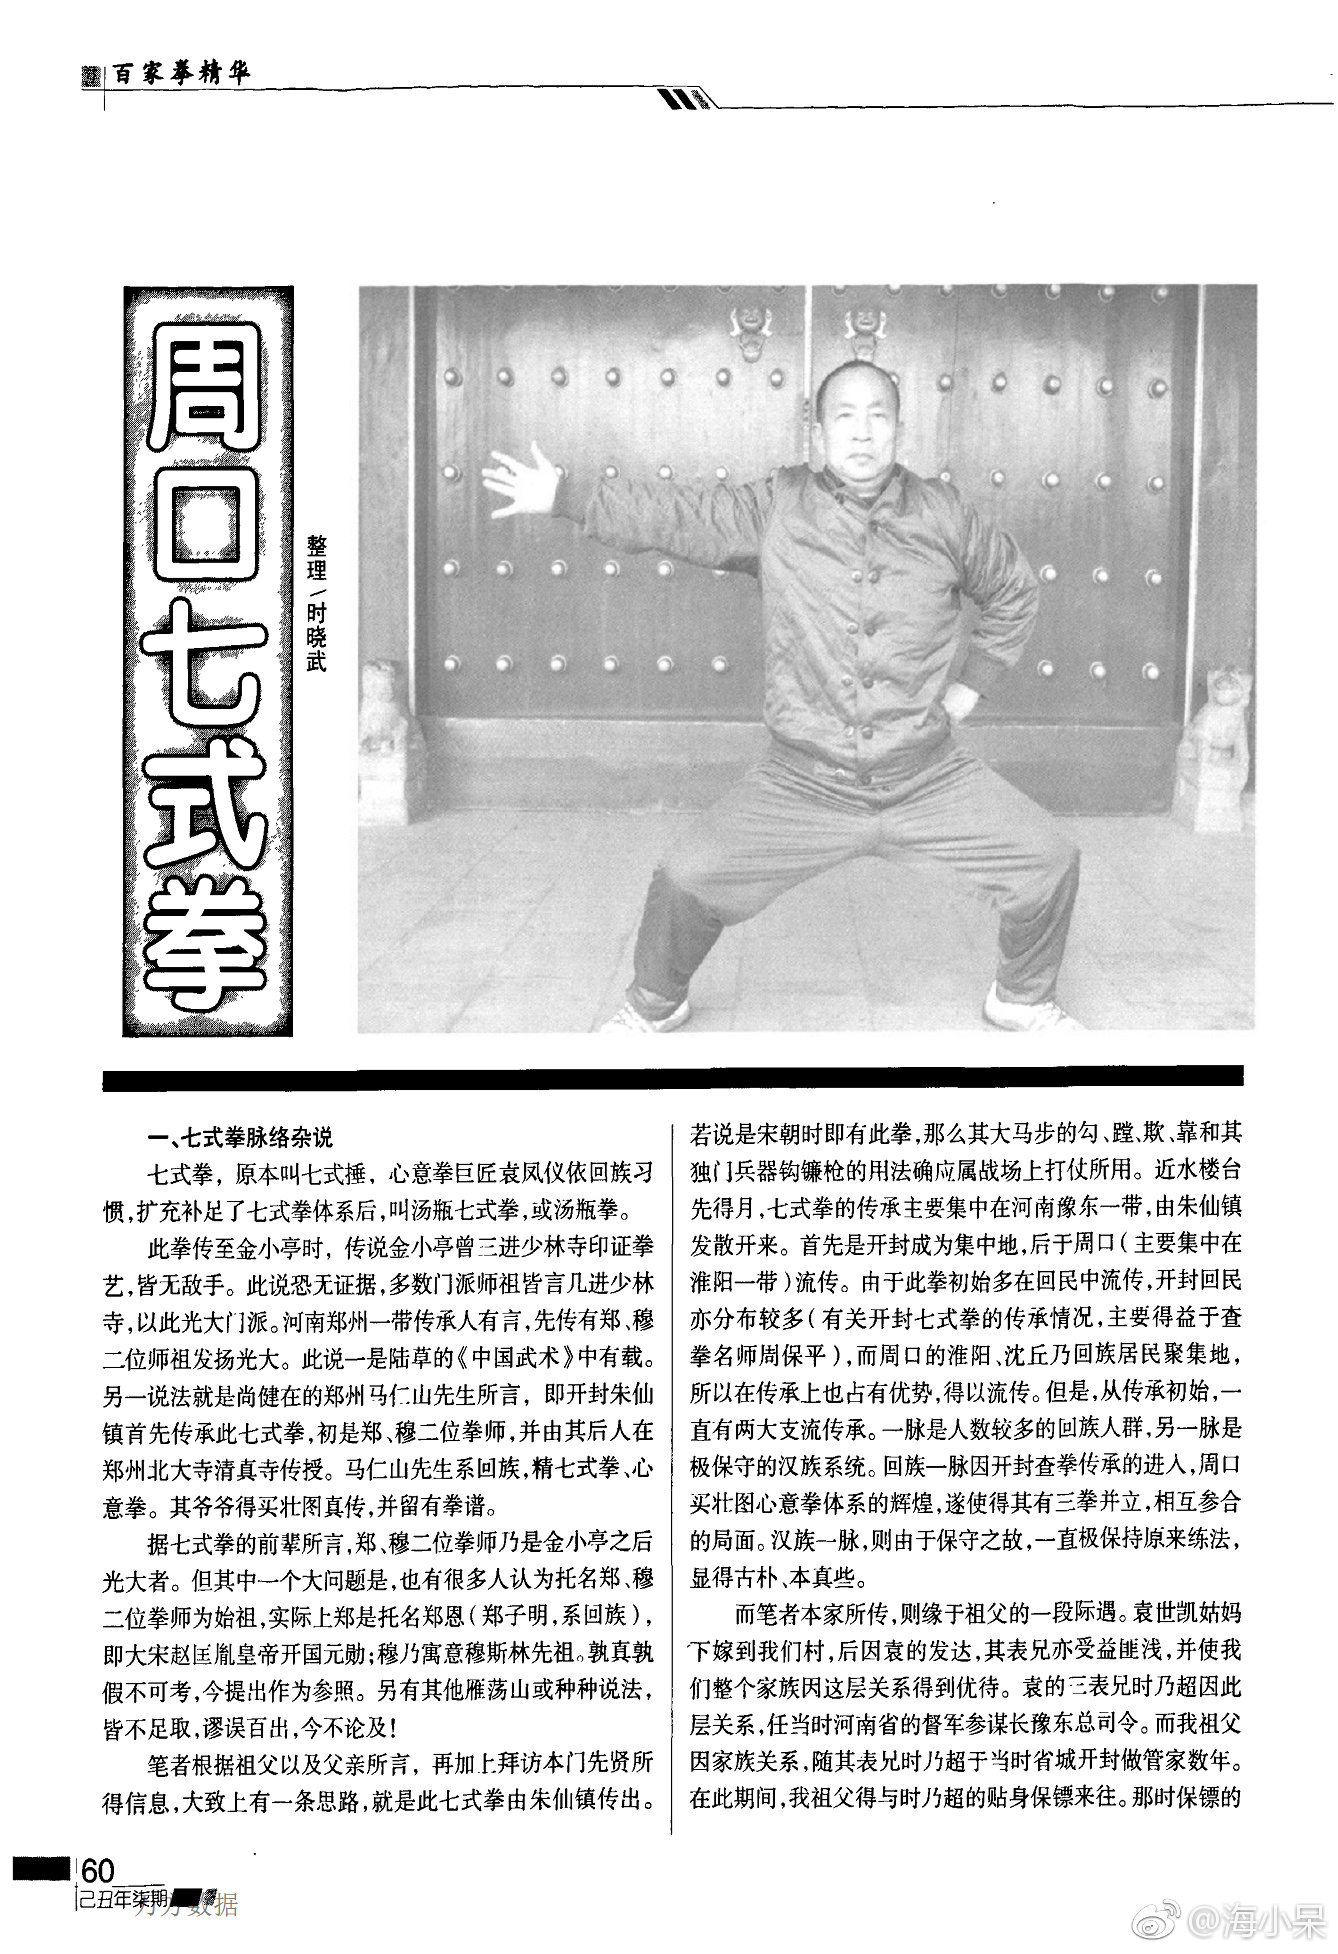 百家拳精华
周口七式拳
整理/时晓武
一、七式拳脉络杂说
七式拳，原本叫七式捶，心意拳巨匠袁凤仪依回族习
惯，扩充补足了七式拳体系后，叫汤瓶七式拳，或汤瓶拳。
此拳传至金小亭时，传说金小亭曾三进少林寺印证拳
艺，皆无敌手。此说恐无证据，多数门派师祖皆言几进少林
寺，以此光大门派。河南郑州一带传承人有言，先传有郑、穆
二位师祖发扬光大。此说一是陆草的《中国武术》中有载。
另一说法就是尚健在的郑州马仁山先生所言，即开封朱仙
镇首先传承此七式拳，初是郑、穆二位拳师，并由其后人在
郑州北大寺清真寺传授。马仁山先生系回族，精七式拳、心
意拳。其爷爷得买壮图真传，并留有拳谱。
据七式拳的前辈所言，郑、穆二位拳师乃是金小亭之后
光大者。但其中一个大问题是，也有很多人认为托名郑、穆
二位拳师为始祖，实际上郑是托名郑恩（郑子明，系回族），
即大宋赵匡胤皇帝开国元勋；穆乃寓意穆斯林先祖。孰真孰
假不可考，今提出作为参照。另有其他雁荡山或种种说法，
皆不足取，谬误百出，今不论及！
笔者根据祖父以及父亲所言，再加上拜访本门先贤所
得信息，大致上有一条思路，就是此七式拳由朱仙镇传出。
若说是宋朝时即有此拳，那么其大马步的勾、蹚、欺、靠和其
独门兵器钩镰枪的用法确应属战场上打仗所用。近水楼台
先得月，七式拳的传承主要集中在河南豫东一带，由朱仙镇
发散开来。首先是开封成为集中地，后于周口（主要集中在
淮阳一带）流传。由于此拳初始多在回民中流传，开封回民
亦分布较多（有关开封七式拳的传承情况，主要得益于查
拳名师周保平），而周口的淮阳、沈丘乃回族居民聚集地，
所以在传承上也占有优势，得以流传。但是，从传承初始，一
直有两大支流传承。一脉是人数较多的回族人群，另一脉是
极保守的汉族系统。回族一脉因开封查拳传承的进入，周口
买壮图心意拳体系的辉煌，遂使得其有三拳并立，相互参合
的局面。汉族一脉，则由于保守之故，一直极保持原来练法，
显得古朴、本真些。
而笔者本家所传，则缘于祖父的一段际遇。袁世凯姑妈
下嫁到我们村，后因袁的发达，其表兄亦受益匪浅，并使我
们整个家族因这层关系得到优待。袁的三表兄时乃超因此
层关系，任当时河南省的督军参谋长豫东总司令。而我祖父
因家族关系，随其表兄时乃超于当时省城开封做管家数年。
在此期间，我祖父得与时乃超的贴身保镖来往。那时保镖的
60
己丑年柒期
万方数据
@海小呆